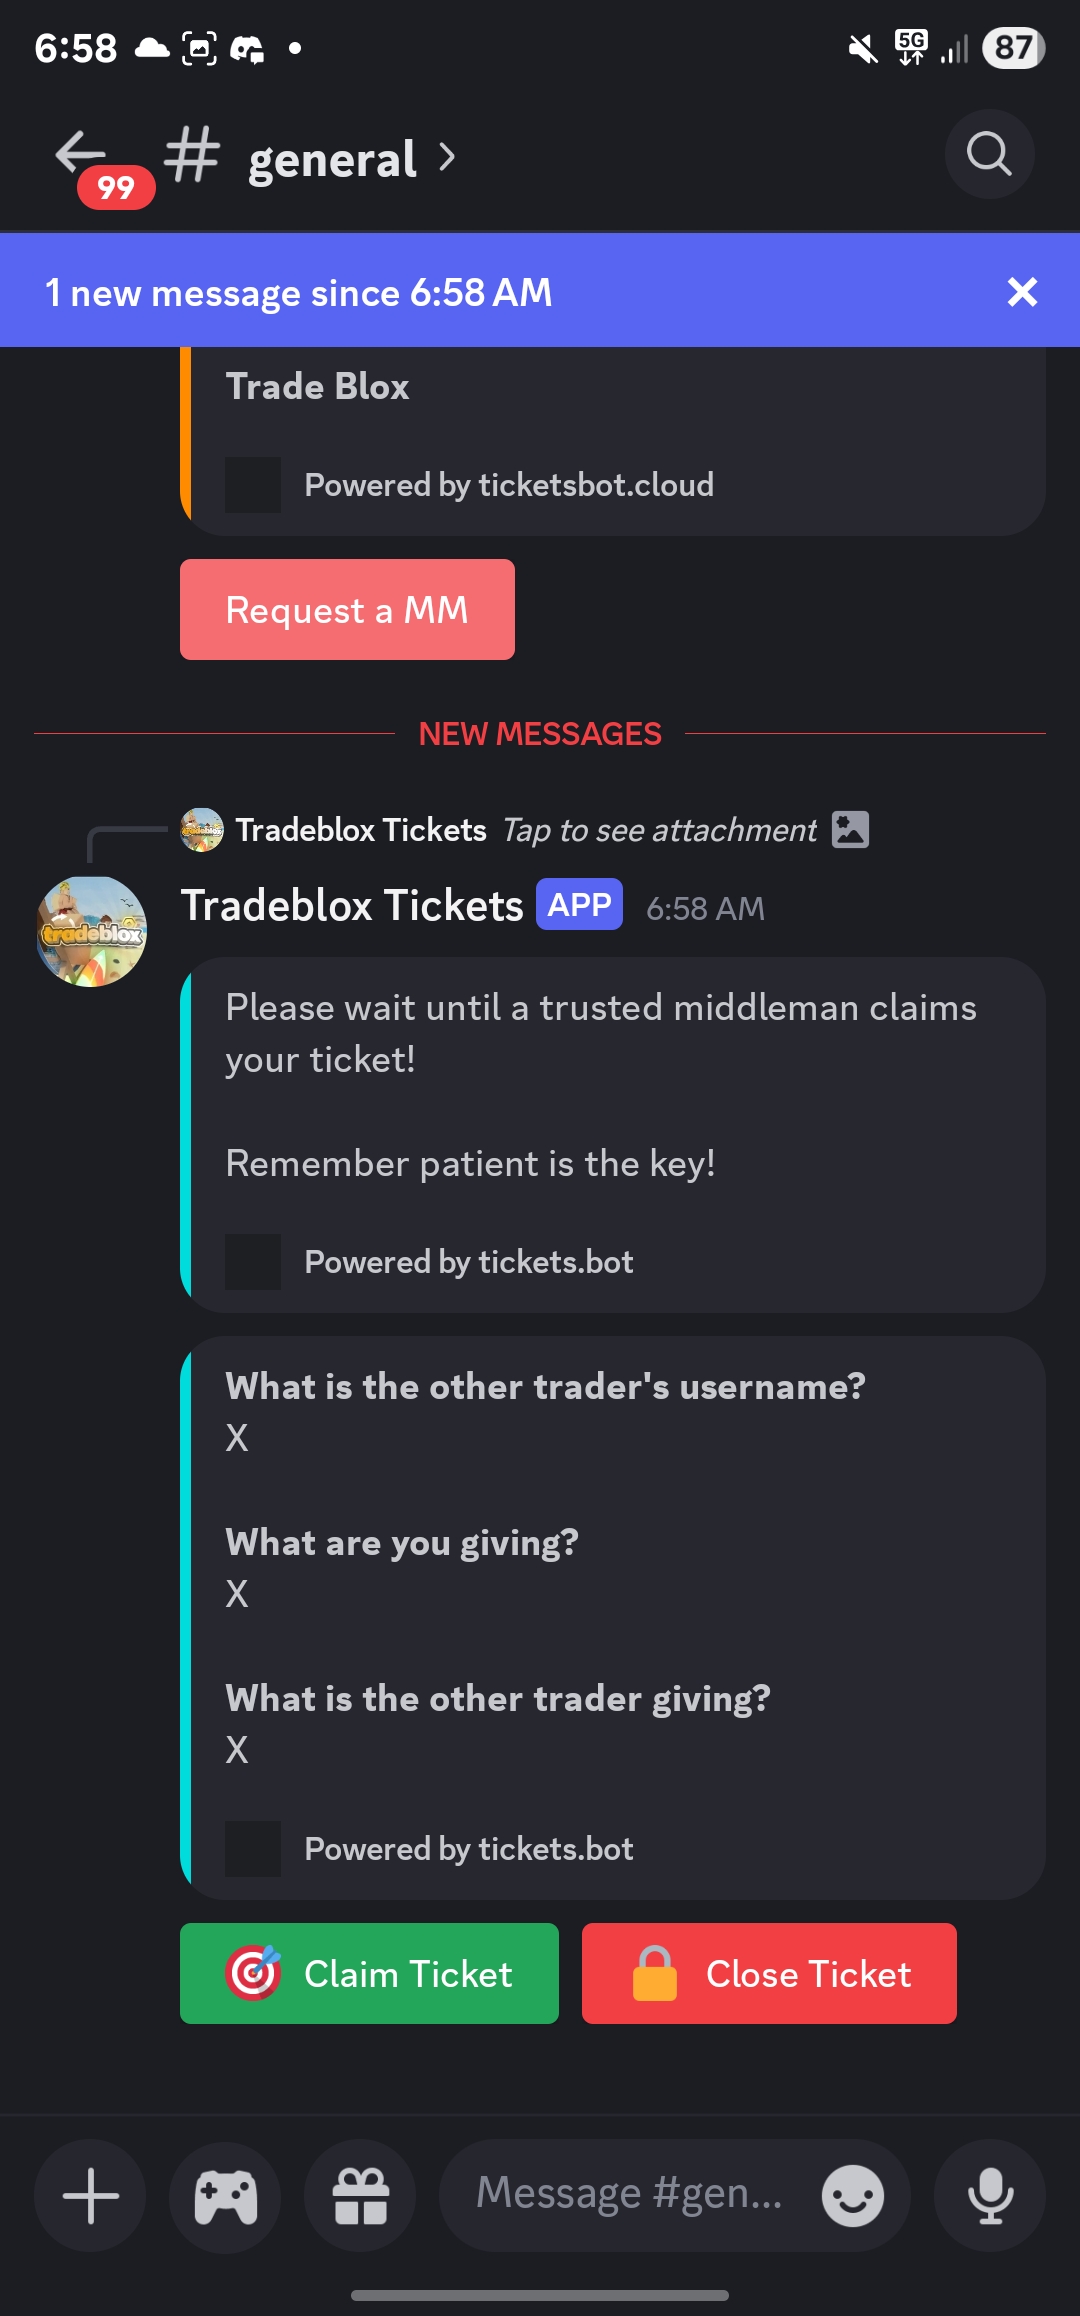 6:58
5G
87
99
general
1 new message since 6:58 AM
Trade Blox
Powered by ticketsbot.cloud
Request a MM
NEW MESSAGES
Tradeblox Tickets Tap to see attachment
Tradeblox Tickets APP 6:58 AM
tradeblox
Please wait until a trusted middleman claims
your ticket!
Remember patient is the key!
Powered by tickets.bot
What is the other trader's username?
X
What are you giving?
X
What is the other trader giving?
X
Powered by tickets.bot
Claim Ticket
Close Ticket
Message #gen...